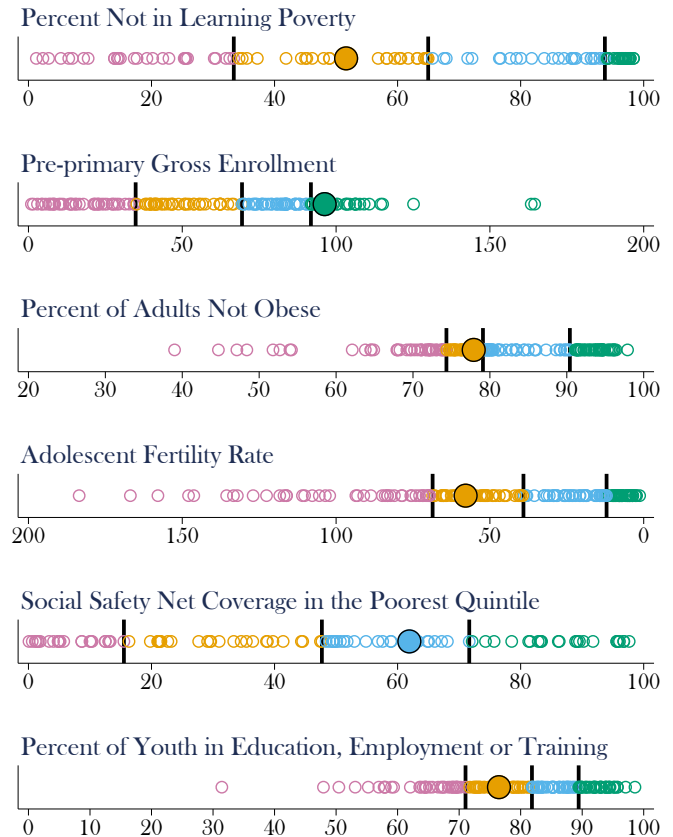 Percent Not in Learning Poverty
0 20 40 60 80 100
Pre-primary Gross Enrollment
0 50 100 150 200
Percent of Adults Not Obese
20 30 40 50 60 70 80 90 100
Adolescent Fertility Rate
200 150 100 50 0
Social Safety Net Coverage in the Poorest Quintile
0 20 40 60 80 100
Percent of Youth in Education, Employment or Training
0 10 20 30 40 50 60 70 80 90 100